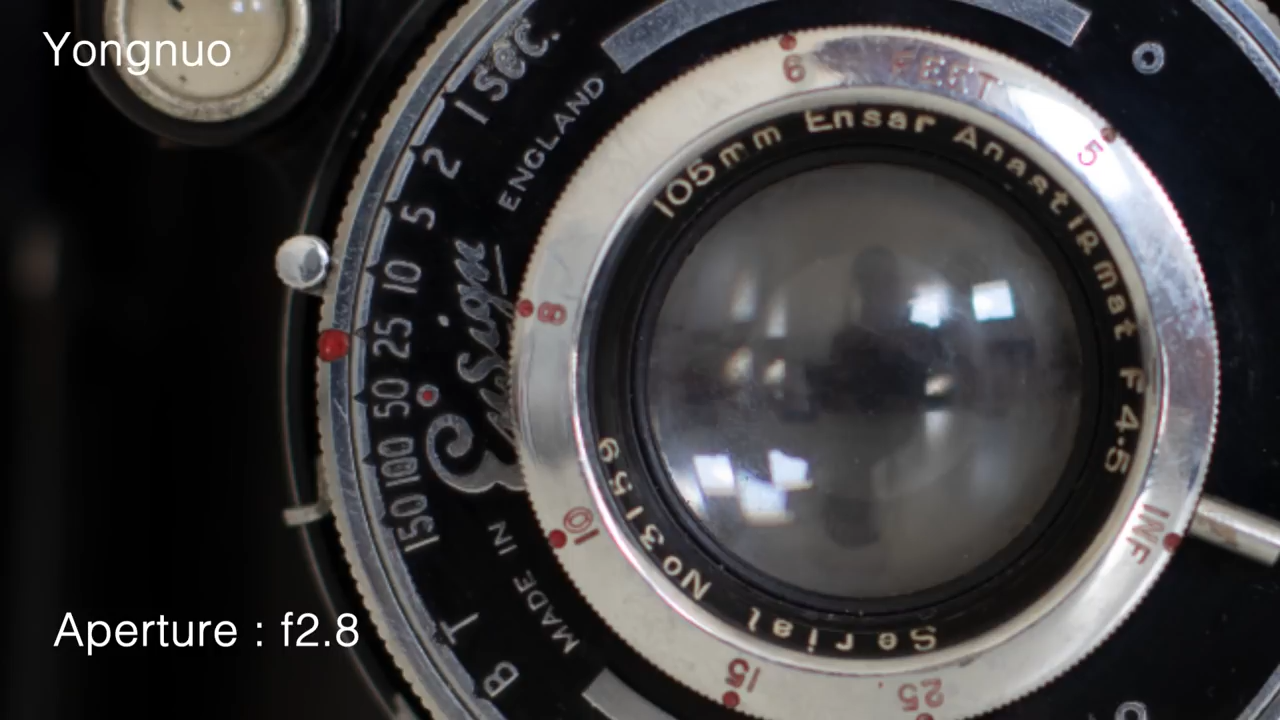 Yongnuo
1 SEC.
2
5
10
25
50
100
150
T
B
ENGLAND
Ensign
MADE IN
6
FEET
5
8
10
15
25
INF
105mm Ensar Anastigmat F 4.5
Serial No 3159
Aperture : f2.8